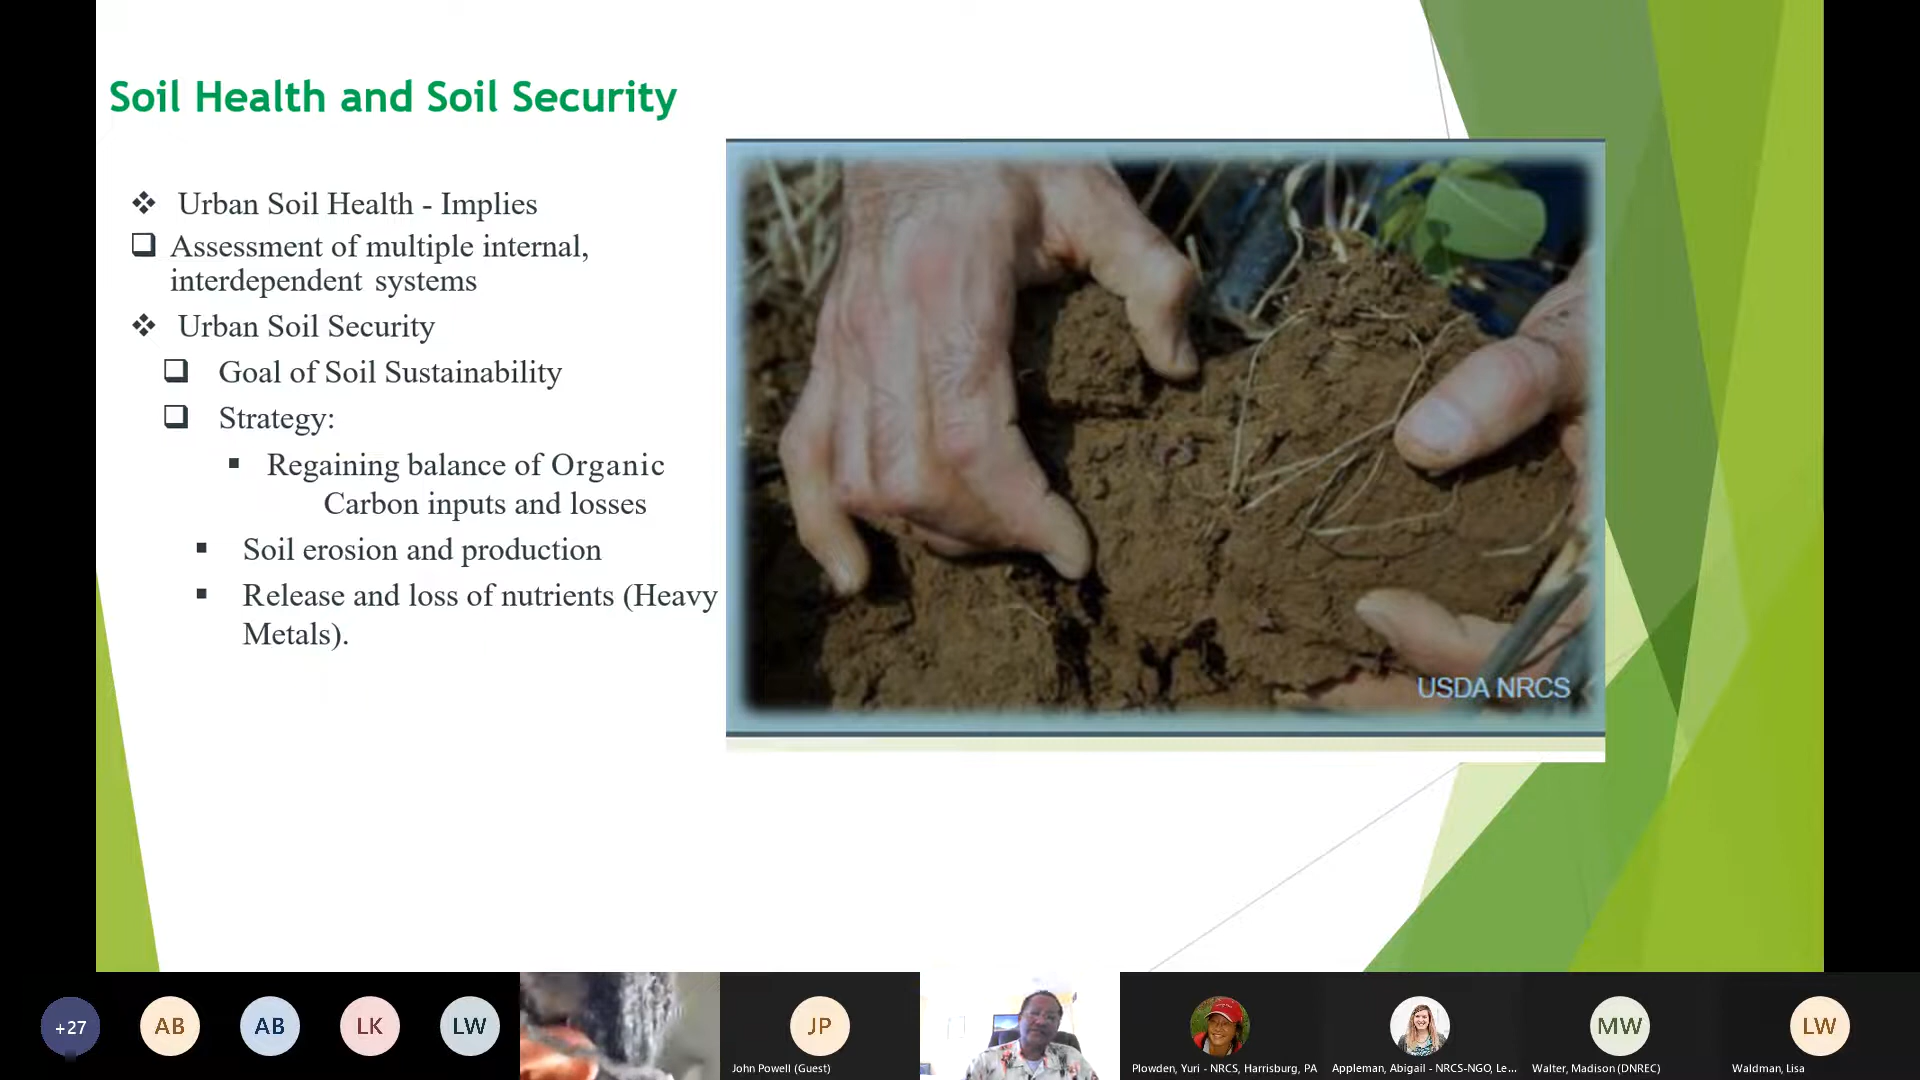 Soil Health and Soil Security
Urban Soil Health - Implies
Assessment of multiple internal,
interdependent systems
Urban Soil Security
Goal of Soil Sustainability
Strategy:
Regaining balance of Organic
Carbon inputs and losses
Soil erosion and production
Release and loss of nutrients (Heavy
Metals).
USDA NRCS
+27
AB
AB
LK
LW
JP
John Powell (Guest)
Plowden, Yuri - NRCS, Harrisburg, PA
Appleman, Abigail - NRCS-NGO, Le...
MW
Walter, Madison (DNREC)
LW
Waldman, Lisa